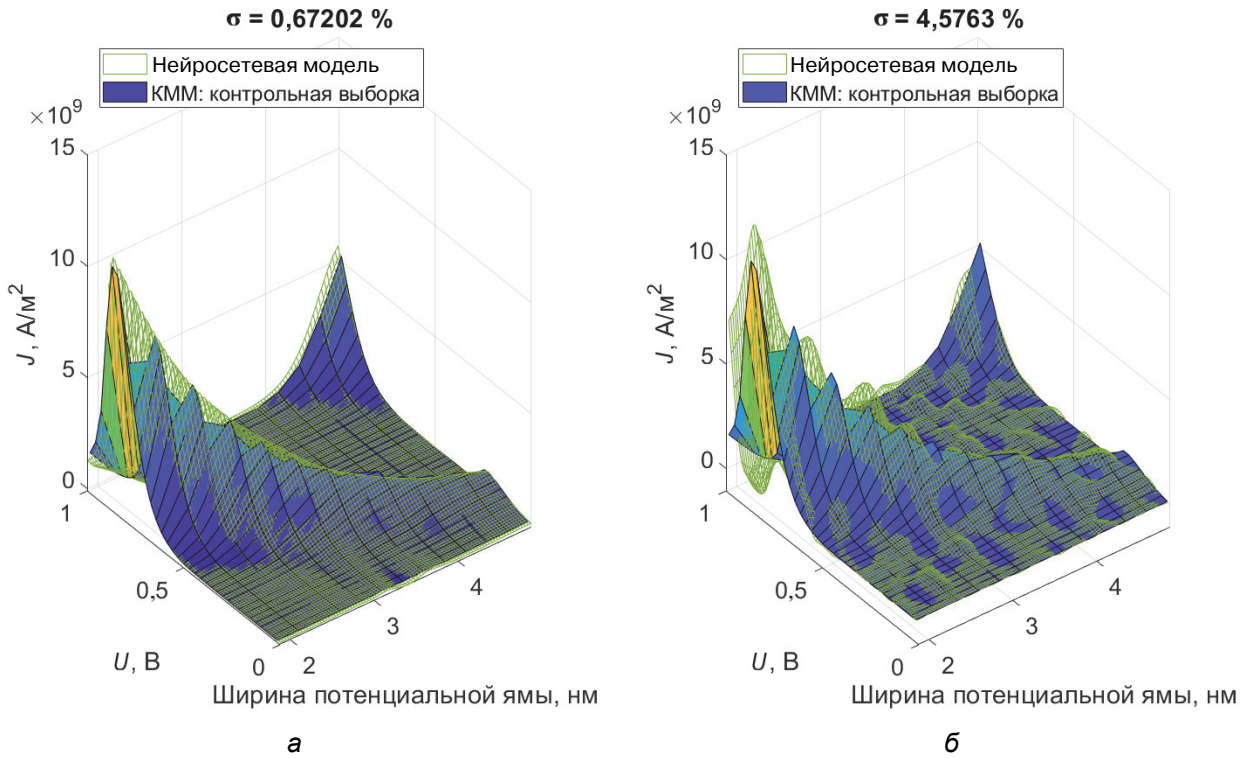 σ = 0,67202 %
Нейросетевая модель
КММ: контрольная выборка
×10⁹
15
10
5
0
J, А/м²
1
0,5
0
U, В
2
3
4
Ширина потенциальной ямы, нм
а
σ = 4,5763 %
Нейросетевая модель
КММ: контрольная выборка
×10⁹
15
10
5
0
J, А/м²
1
0,5
0
U, В
2
3
4
Ширина потенциальной ямы, нм
б